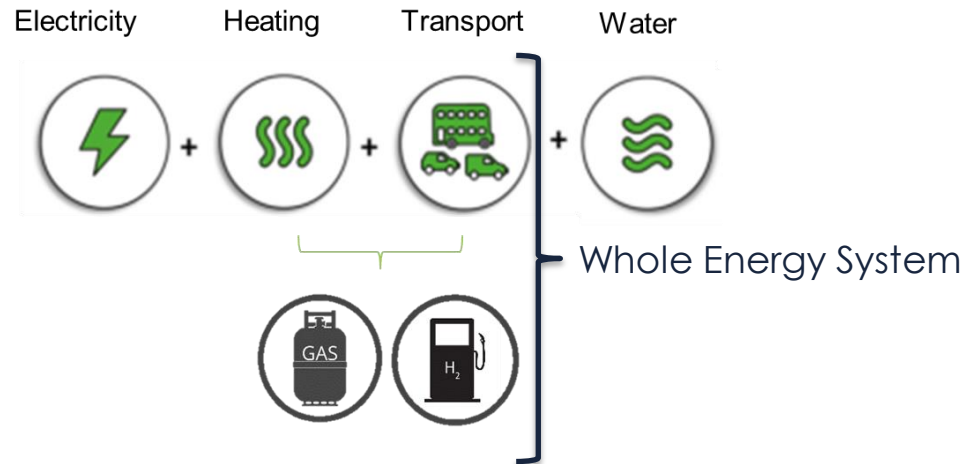 Electricity
Heating
Transport
Water
+
+
+
Whole Energy System
GAS
H₂